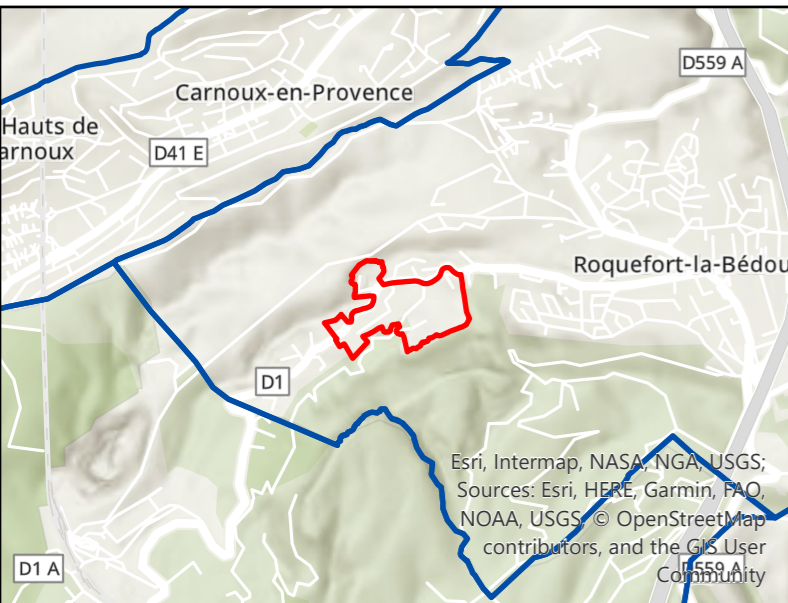 D559 A
Carnoux-en-Provence
Hauts de
arnoux
D41 E
Roquefort-la-Bédou
D1
Esri, Intermap, NASA, NGA, USGS;
Sources: Esri, HERE, Garmin, FAO,
NOAA, USGS, © OpenStreetMap
contributors, and the GIS User
Community
D559 A
D1 A